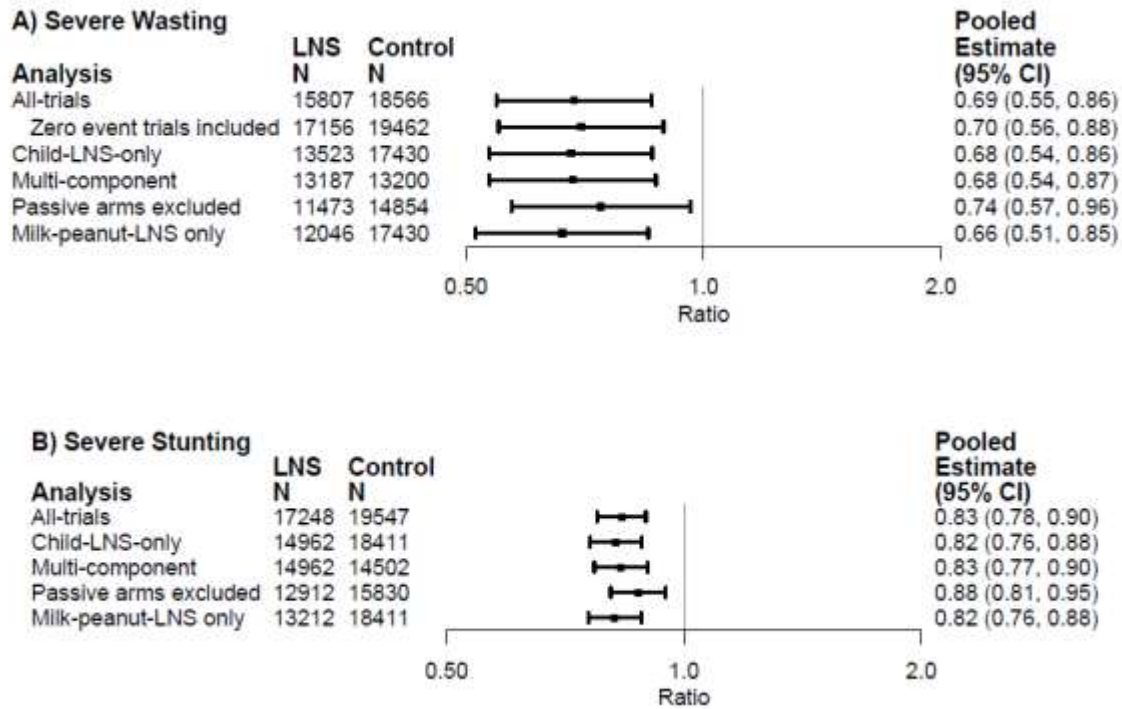 A) Severe Wasting
Analysis LNS N Control N Pooled Estimate (95% CI)
All-trials 15807 18566 0.69 (0.55, 0.86)
Zero event trials included 17156 19462 0.70 (0.56, 0.88)
Child-LNS-only 13523 17430 0.68 (0.54, 0.86)
Multi-component 13187 13200 0.68 (0.54, 0.87)
Passive arms excluded 11473 14854 0.74 (0.57, 0.96)
Milk-peanut-LNS only 12046 17430 0.66 (0.51, 0.85)
0.50 1.0 2.0
Ratio
B) Severe Stunting
Analysis LNS N Control N Pooled Estimate (95% CI)
All-trials 17248 19547 0.83 (0.78, 0.90)
Child-LNS-only 14962 18411 0.82 (0.76, 0.88)
Multi-component 14962 14502 0.83 (0.77, 0.90)
Passive arms excluded 12912 15830 0.88 (0.81, 0.95)
Milk-peanut-LNS only 13212 18411 0.82 (0.76, 0.88)
0.50 1.0 2.0
Ratio